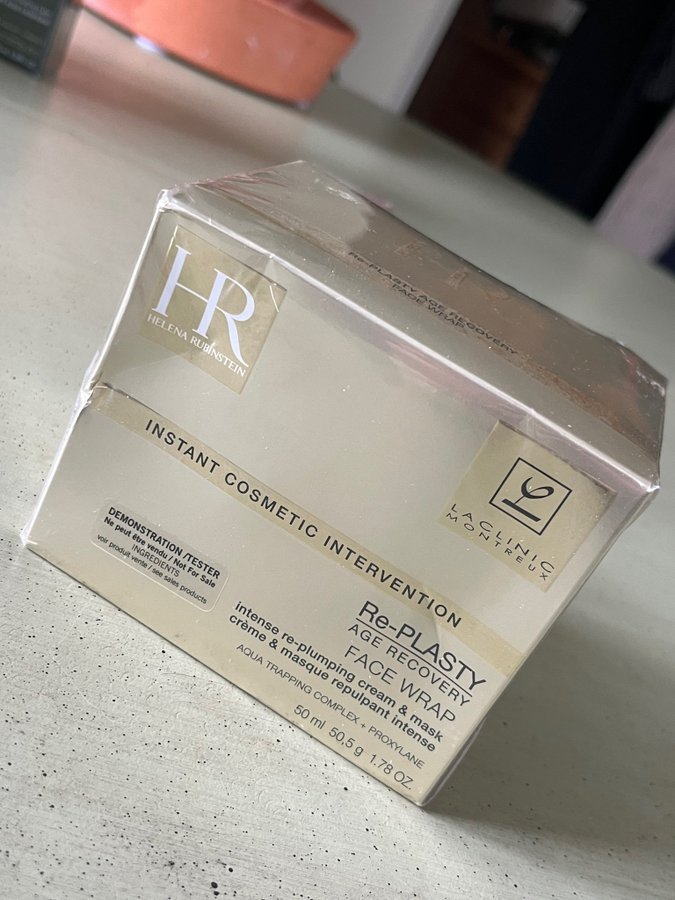 Re-PLASTY AGE RECOVERY
FACE WRAP
HR
HELENA RUBINSTEIN
INSTANT COSMETIC INTERVENTION
LACLINIC
MONTREUX
DEMONSTRATION /TESTER
Ne peut être vendu / Not For Sale
INGREDIENTS
voir produit vente / see sales products
Re-PLASTY
AGE RECOVERY
FACE WRAP
intense re-plumping cream & mask
crème & masque repulpant intense
AQUA TRAPPING COMPLEX + PROXYLANE
50 ml 50,5 g 1.78 OZ.